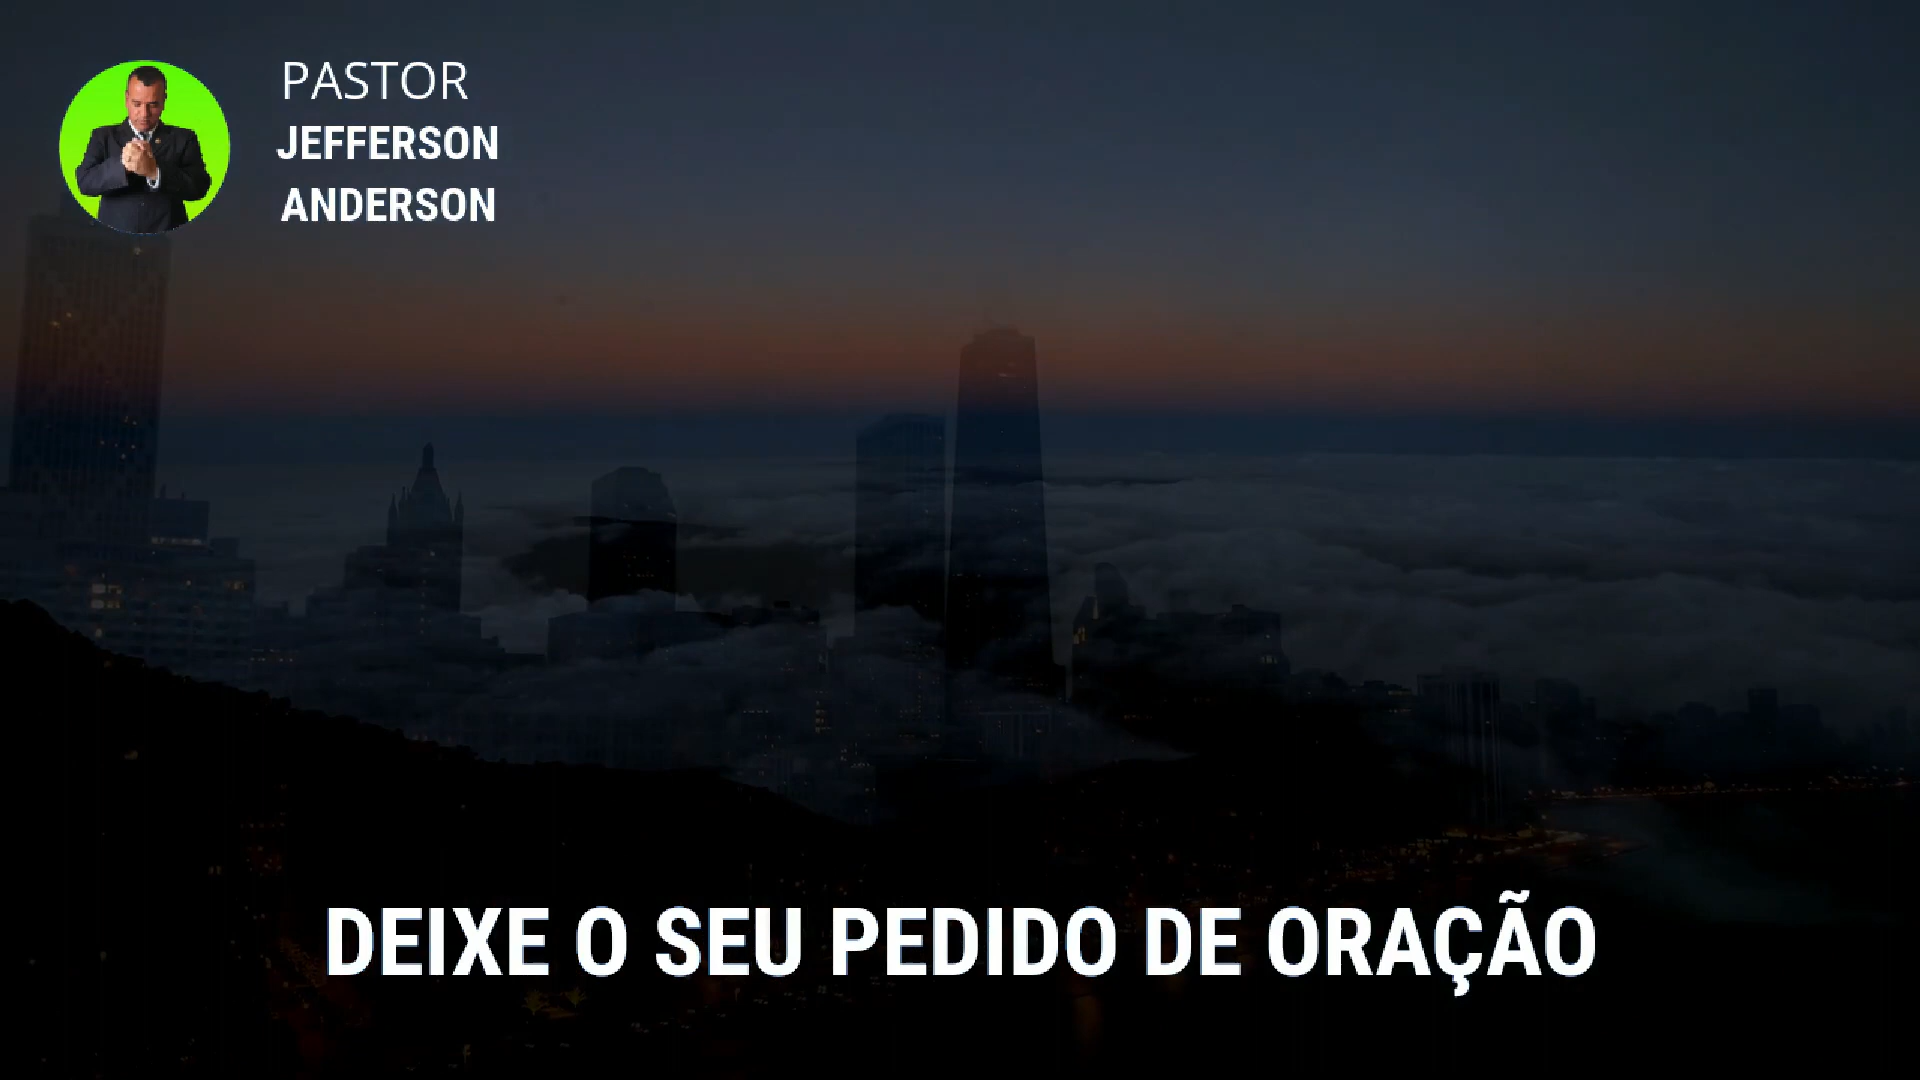 PASTOR
JEFFERSON
ANDERSON
DEIXE O SEU PEDIDO DE ORAÇÃO